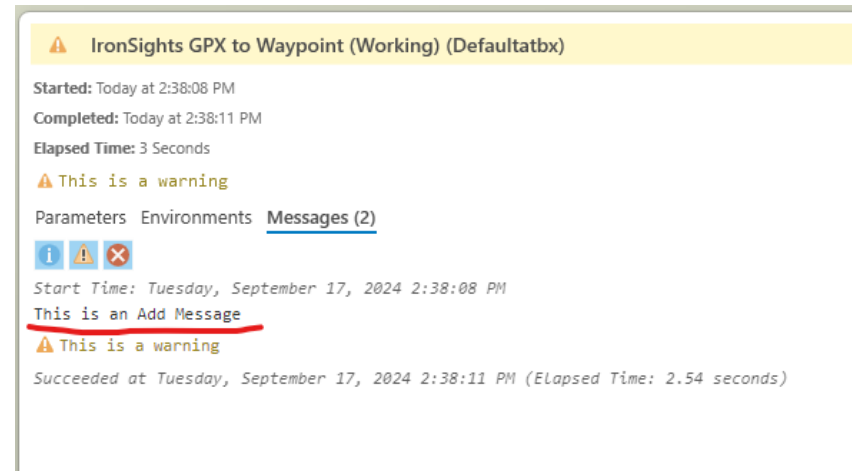 IronSights GPX to Waypoint (Working) (Defaultatbx)
Started: Today at 2:38:08 PM
Completed: Today at 2:38:11 PM
Elapsed Time: 3 Seconds
This is a warning
Parameters Environments Messages (2)
Start Time: Tuesday, September 17, 2024 2:38:08 PM
This is an Add Message
This is a warning
Succeeded at Tuesday, September 17, 2024 2:38:11 PM (Elapsed Time: 2.54 seconds)